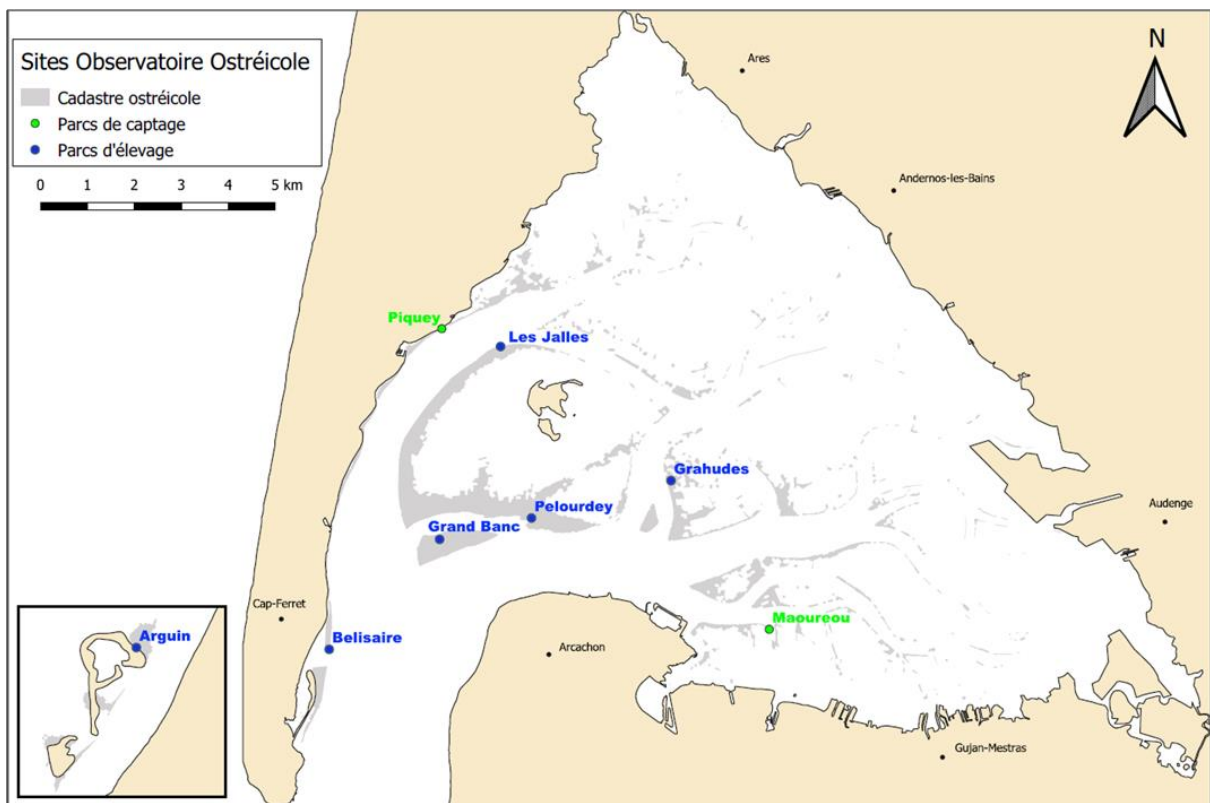 Sites Observatoire Ostréicole
Cadastre ostréicole
Parcs de captage
Parcs d'élevage
0 1 2 3 4 5 km
N
Ares
Andernos-les-Bains
Piquey
Les Jalles
Grahudes
Pelourdey
Grand Banc
Audenge
Cap-Ferret
Maoureou
Arguin
Belisaire
Arcachon
Gujan-Mestras